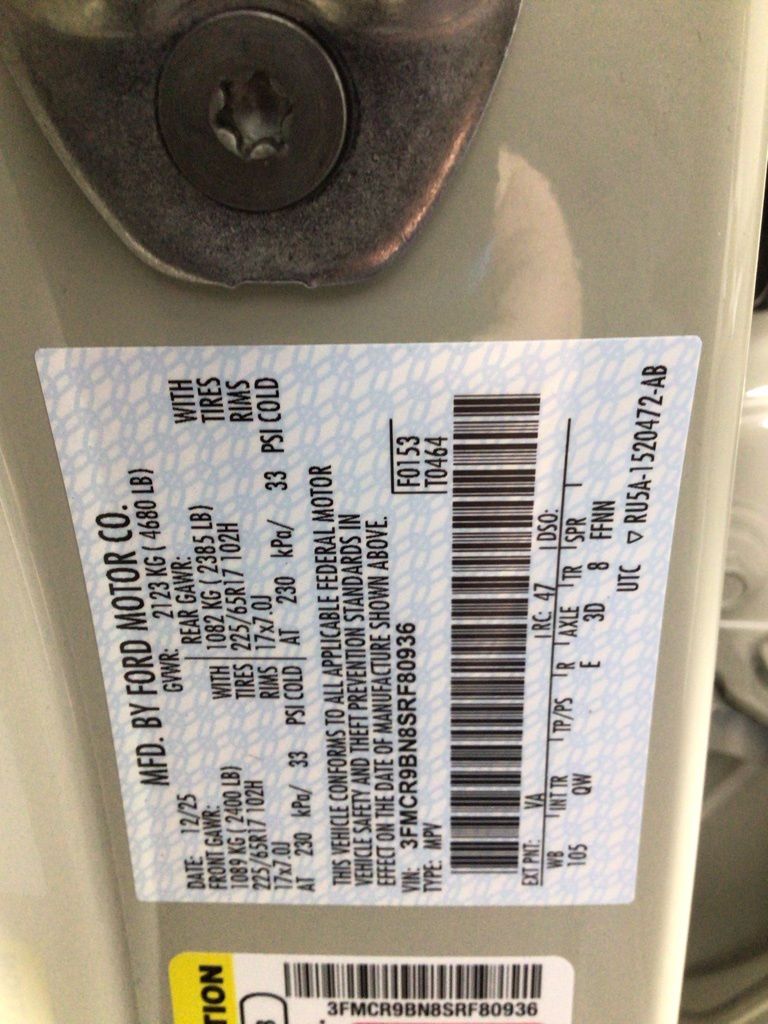 MFD. BY FORD MOTOR CO.
DATE: 12/25 GVWR: 2123 KG ( 4680 LB)
FRONT GAWR: REAR GAWR:
1089 KG ( 2400 LB) WITH 1082 KG ( 2385 LB) WITH
225/65R17 102H TIRES 225/65R17 102H TIRES
17x7.0J RIMS 17x7.0J RIMS
AT 230 kPa/ 33 PSI COLD AT 230 kPa/ 33 PSI COLD
THIS VEHICLE CONFORMS TO ALL APPLICABLE FEDERAL MOTOR
VEHICLE SAFETY AND THEFT PREVENTION STANDARDS IN
EFFECT ON THE DATE OF MANUFACTURE SHOWN ABOVE.
VIN: 3FMCR9BN8SRF80936 F0153
TYPE: MPV T0464
EXT PNT: YA RC: 47 DSO:
WB INT TR TP/PS R AXLE TR SPR
105 QW E 3D 8 FFNN
UTC ▽ RU5A-1520472-AB
TION
3FMCR9BN8SRF80936